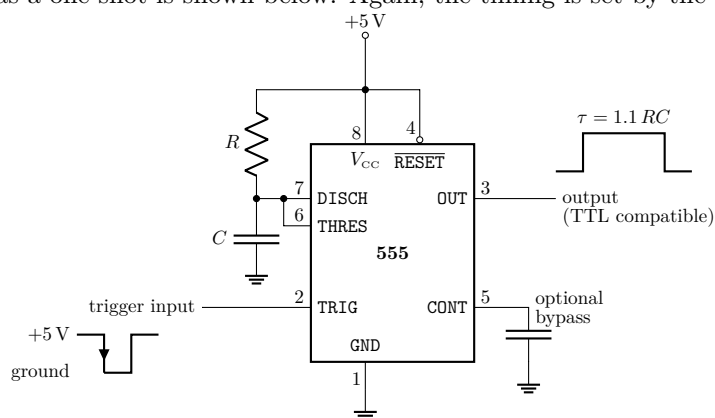 as a one-shot is shown below. Again, the timing is set by the
+5 V
τ = 1.1 RC
R
8
4
V_CC
RESET
7
DISCH
OUT
3
output
(TTL compatible)
6
THRES
C
555
trigger input
2
TRIG
CONT
5
optional
bypass
+5 V
ground
GND
1